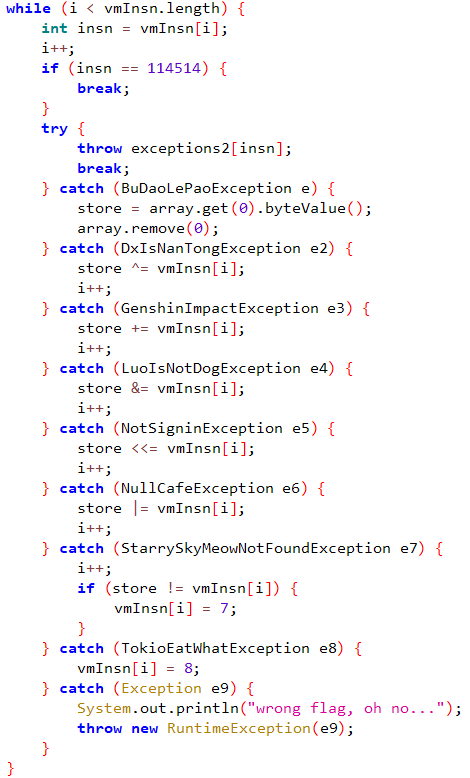 while (i < vmInsn.length) {
    int insn = vmInsn[i];
    i++;
    if (insn == 114514) {
        break;
    }
    try {
        throw exceptions2[insn];
        break;
    } catch (BuDaoLePaoException e) {
        store = array.get(0).byteValue();
        array.remove(0);
    } catch (DxIsNanTongException e2) {
        store ^= vmInsn[i];
        i++;
    } catch (GenshinImpactException e3) {
        store += vmInsn[i];
        i++;
    } catch (LuoIsNotDogException e4) {
        store &= vmInsn[i];
        i++;
    } catch (NotSigninException e5) {
        store <<= vmInsn[i];
        i++;
    } catch (NullCafeException e6) {
        store |= vmInsn[i];
        i++;
    } catch (StarrySkyMeowNotFoundException e7) {
        i++;
        if (store != vmInsn[i]) {
            vmInsn[i] = 7;
        }
    } catch (TokioEatWhatException e8) {
        vmInsn[i] = 8;
    } catch (Exception e9) {
        System.out.println("wrong flag, oh no...");
        throw new RuntimeException(e9);
    }
}